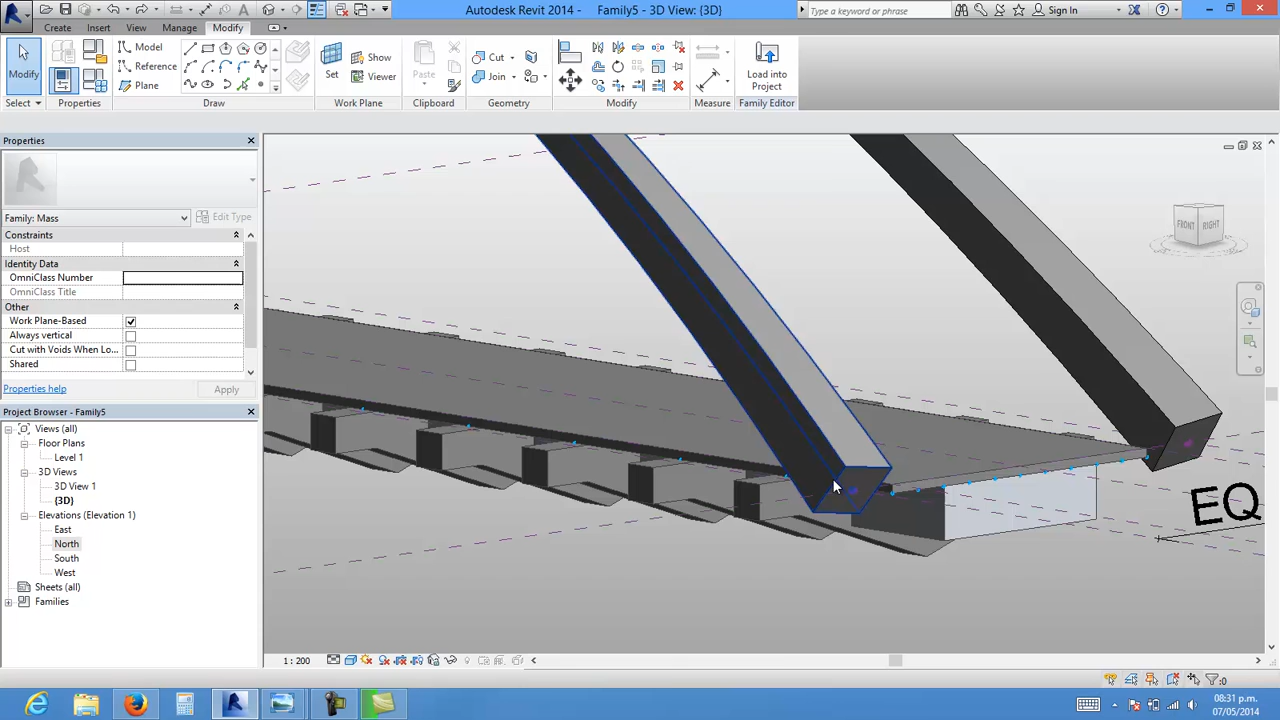 Autodesk Revit 2014 - Family5 - 3D View: {3D}
Type a keyword or phrase
Sign In
Create Insert View Manage Modify
Modify
Model
Reference
Plane
Set
Show
Viewer
Paste
Cut
Join
Load into
Project
Select Properties Draw Work Plane Clipboard Geometry Modify Measure Family Editor
Properties
Family: Mass
Edit Type
Constraints
Host
Identity Data
OmniClass Number
OmniClass Title
Other
Work Plane-Based
Always vertical
Cut with Voids When Lo...
Shared
Properties help
Apply
Project Browser - Family5
Views (all)
Floor Plans
Level 1
3D Views
3D View 1
{3D}
Elevations (Elevation 1)
East
North
South
West
Sheets (all)
Families
FRONT
RIGHT
EQ
1 : 200
:0
08:31 p.m.
07/05/2014